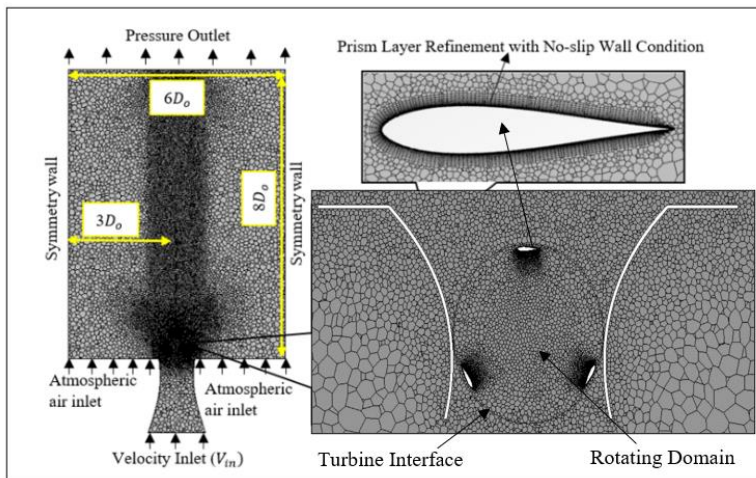 Pressure Outlet
Prism Layer Refinement with No-slip Wall Condition
6D_o
Symmetry wall
3D_o
8D_o
Symmetry wall
Atmospheric
air inlet
Atmospheric
air inlet
Velocity Inlet (V_in)
Turbine Interface
Rotating Domain